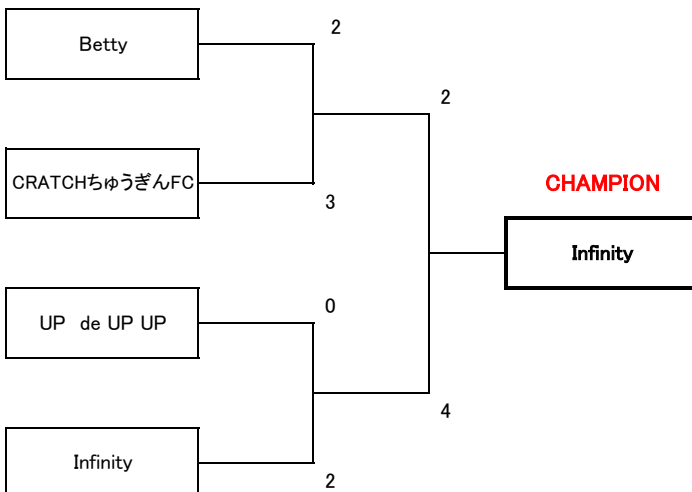 Betty
2
2
CRATCHちゅうぎんFC
3
CHAMPION
Infinity
UP de UP UP
0
4
Infinity
2